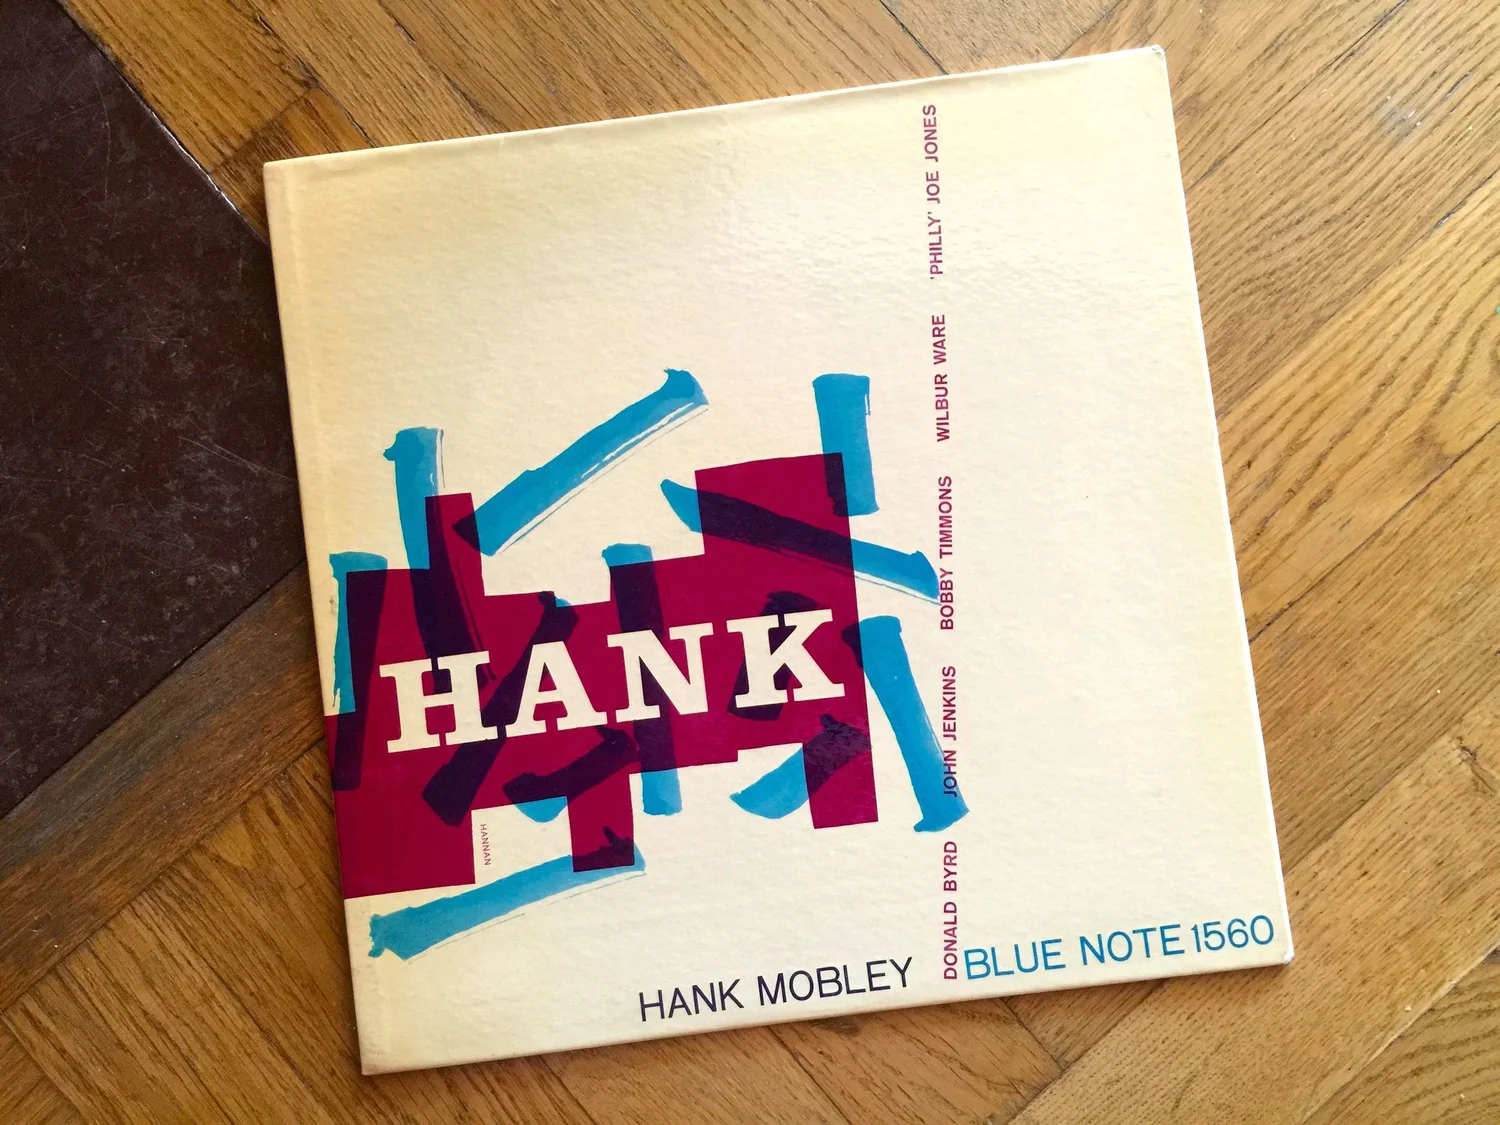 HANK
HANNAN
DONALD BYRD JOHN JENKINS BOBBY TIMMONS WILBUR WARE 'PHILLY' JOE JONES
HANK MOBLEY
BLUE NOTE 1560